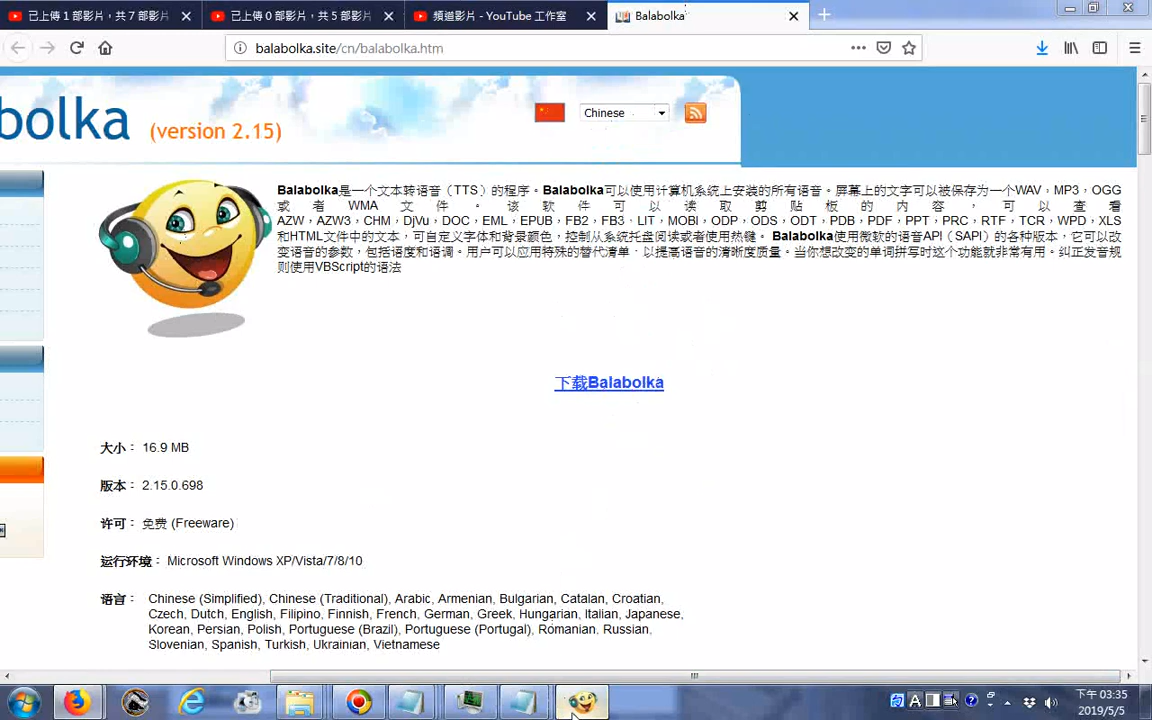 已上傳 1 部影片，共 7 部影片
已上傳 0 部影片，共 5 部影片
頻道影片 - YouTube 工作室
Balabolka
balabolka.site/cn/balabolka.htm
bolka (version 2.15)
Chinese
Balabolka是一个文本转语音（TTS）的程序。Balabolka可以使用计算机系统上安装的所有语音。屏幕上的文字可以被保存为一个WAV，MP3，OGG
或者WMA文件。该软件可以读取剪贴板的内容，可以查看
AZW，AZW3，CHM，DjVu，DOC，EML，EPUB，FB2，FB3，LIT，MOBI，ODP，ODS，ODT，PDB，PDF，PPT，PRC，RTF，TCR，WPD，XLS
和HTML文件中的文本，可自定义字体和背景颜色，控制从系统托盘阅读或者使用热键。 Balabolka使用微软的语音API（SAPI）的各种版本，它可以改
变语音的参数，包括语度和语调。用户可以应用特殊的替代清单，以提高语音的清晰度质量。当你想改变的单词拼写时这个功能就非常有用。纠正发音规
则使用VBScript的语法
下载Balabolka
大小： 16.9 MB
版本： 2.15.0.698
许可： 免费 (Freeware)
运行环境： Microsoft Windows XP/Vista/7/8/10
语言： Chinese (Simplified), Chinese (Traditional), Arabic, Armenian, Bulgarian, Catalan, Croatian,
Czech, Dutch, English, Filipino, Finnish, French, German, Greek, Hungarian, Italian, Japanese,
Korean, Persian, Polish, Portuguese (Brazil), Portuguese (Portugal), Romanian, Russian,
Slovenian, Spanish, Turkish, Ukrainian, Vietnamese
A
下午 03:35
2019/5/5